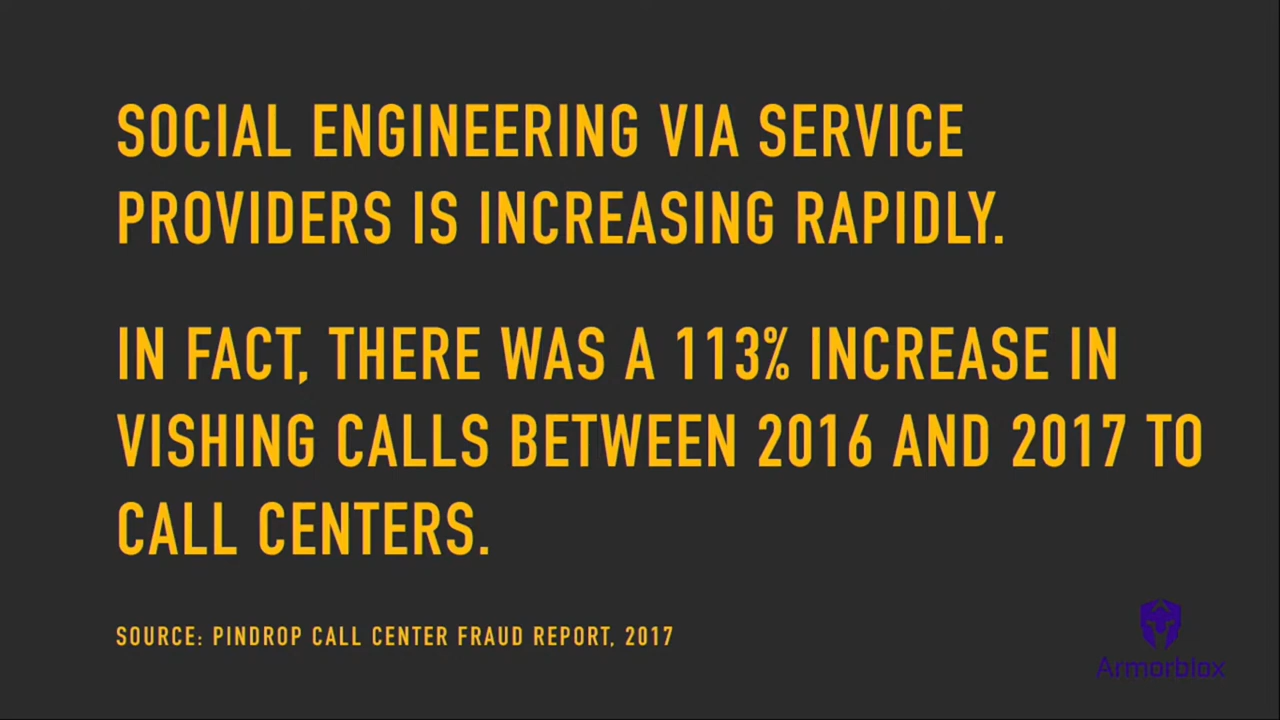 SOCIAL ENGINEERING VIA SERVICE
PROVIDERS IS INCREASING RAPIDLY.
IN FACT, THERE WAS A 113% INCREASE IN
VISHING CALLS BETWEEN 2016 AND 2017 TO
CALL CENTERS.
SOURCE: PINDROP CALL CENTER FRAUD REPORT, 2017
Armorblox